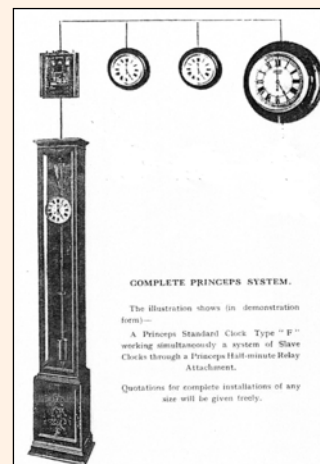 COMPLETE PRINCEPS SYSTEM.
The illustration shows (in demonstration
form)—
A Princeps Standard Clock Type "F"
working simultaneously a system of Slave
Clocks through a Princeps Half-minute Relay
Attachment.
Quotations for complete installations of any
size will be given freely.